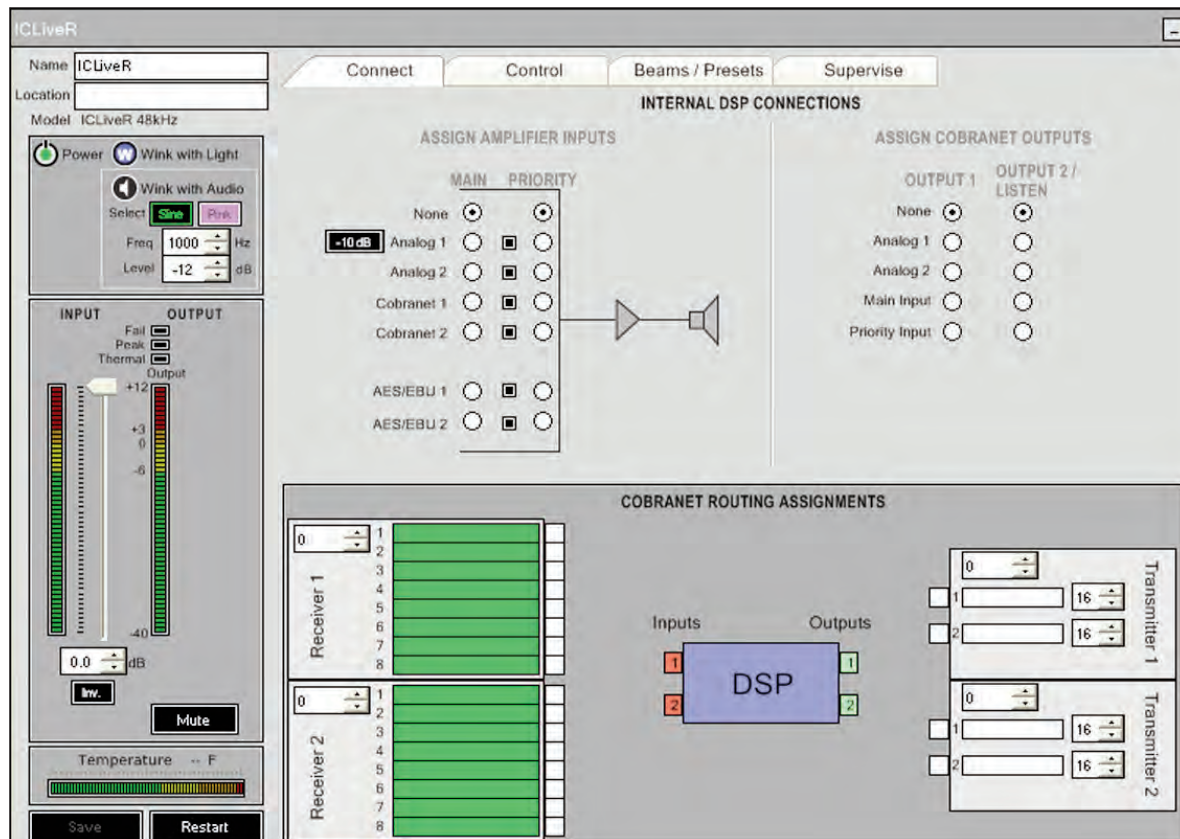 ICLiveR
Name ICLiveR
Location
Model ICLiveR 48kHz
Power W Wink with Light
Wink with Audio
Select Sine Pink
Freq 1000 Hz
Level -12 dB
INPUT OUTPUT
Fail
Peak
Thermal
Output
+12
+3
0
-6
-40
0.0 dB
Inv.
Mute
Temperature -- F
Save Restart
Connect Control Beams / Presets Supervise
INTERNAL DSP CONNECTIONS
ASSIGN AMPLIFIER INPUTS
MAIN PRIORITY
None
-10 dB Analog 1
Analog 2
Cobranet 1
Cobranet 2
AES/EBU 1
AES/EBU 2
ASSIGN COBRANET OUTPUTS
OUTPUT 1 OUTPUT 2 /
LISTEN
None
Analog 1
Analog 2
Main Input
Priority Input
COBRANET ROUTING ASSIGNMENTS
0 1
2
3
4
5
6
7
8
Receiver 1
0 1
2
3
4
5
6
7
8
Receiver 2
Inputs Outputs
1 DSP 1
2 2
0
1 16
2 16
Transmitter 1
0
1 16
2 16
Transmitter 2